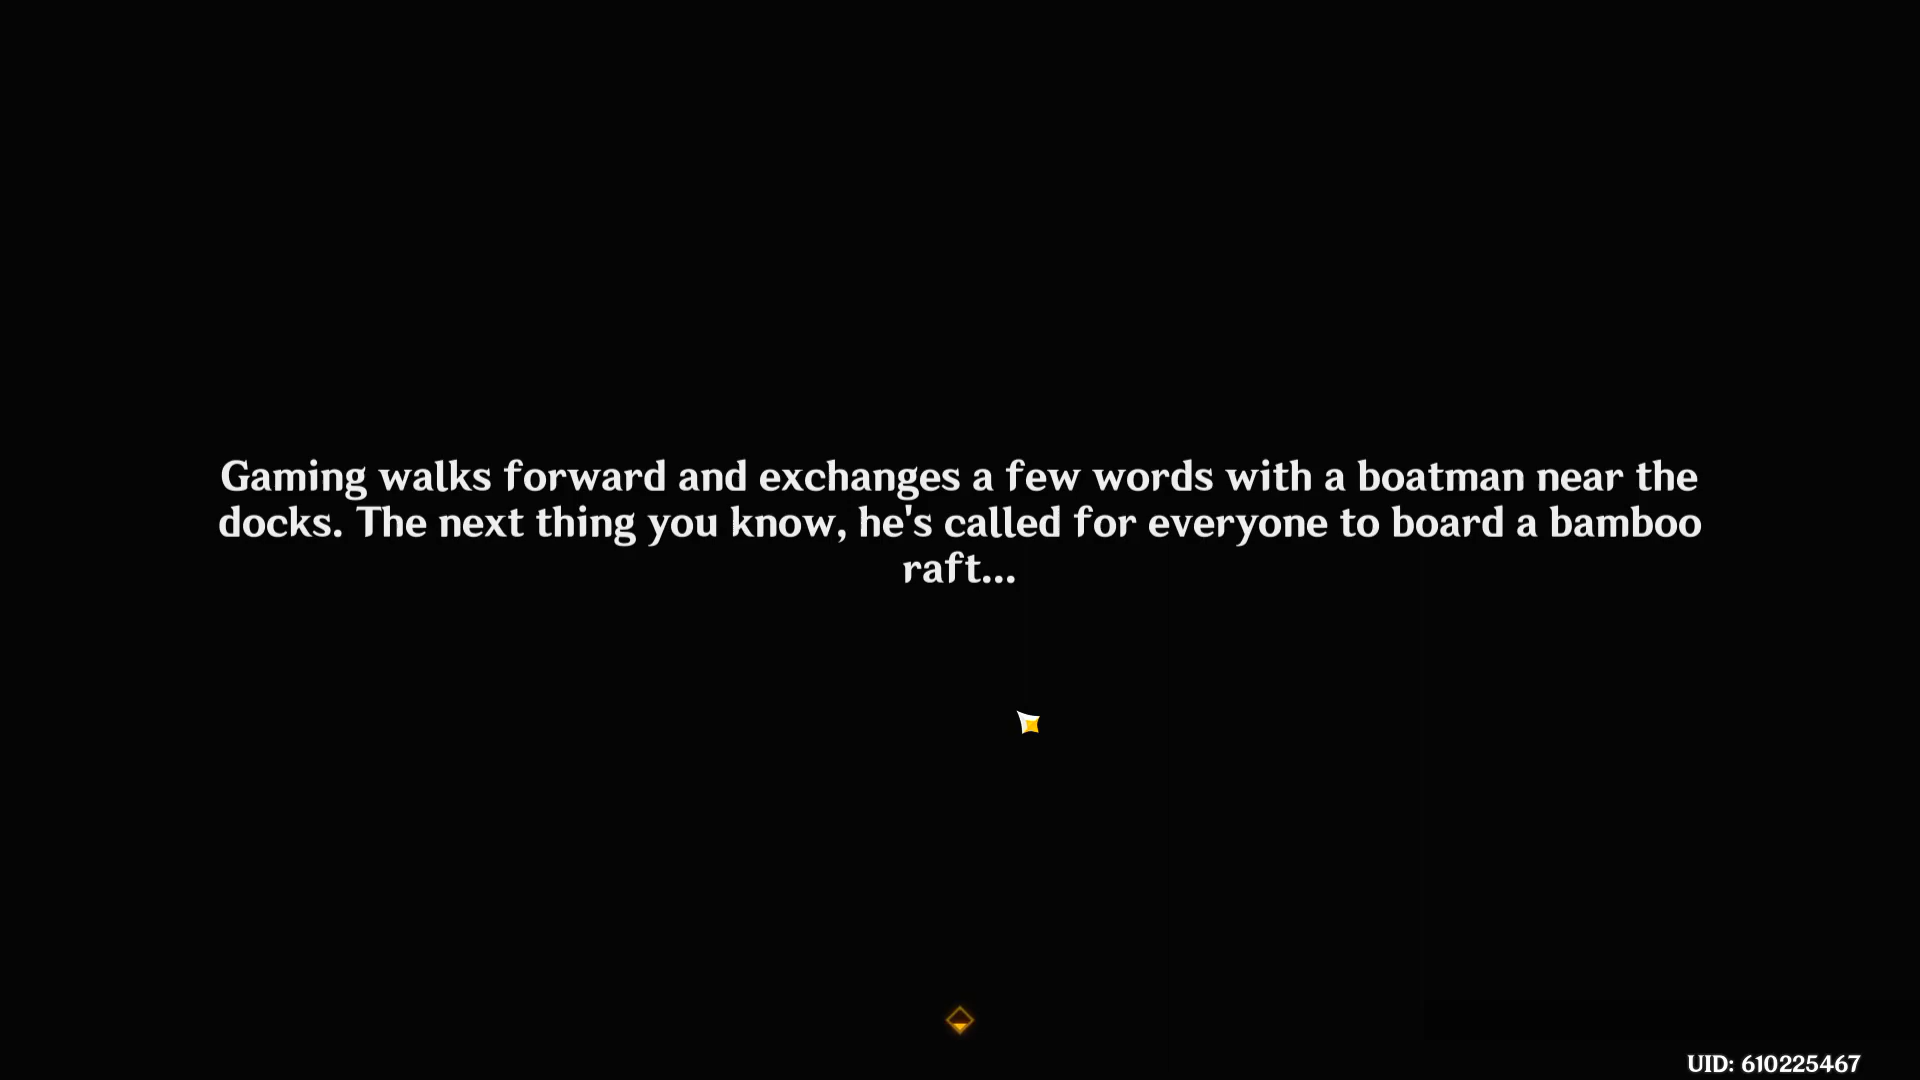 Gaming walks forward and exchanges a few words with a boatman near the
docks. The next thing you know, he's called for everyone to board a bamboo
raft...
UID: 610225467